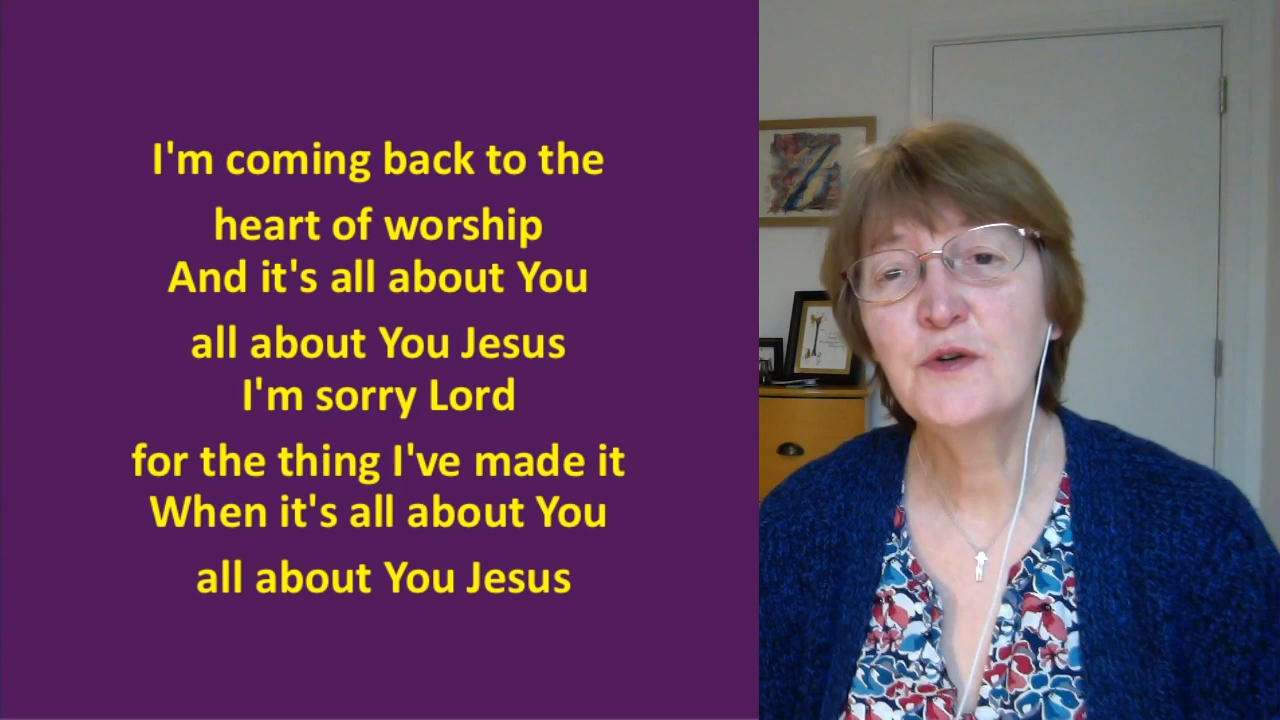 I'm coming back to the
heart of worship
And it's all about You
all about You Jesus
I'm sorry Lord
for the thing I've made it
When it's all about You
all about You Jesus